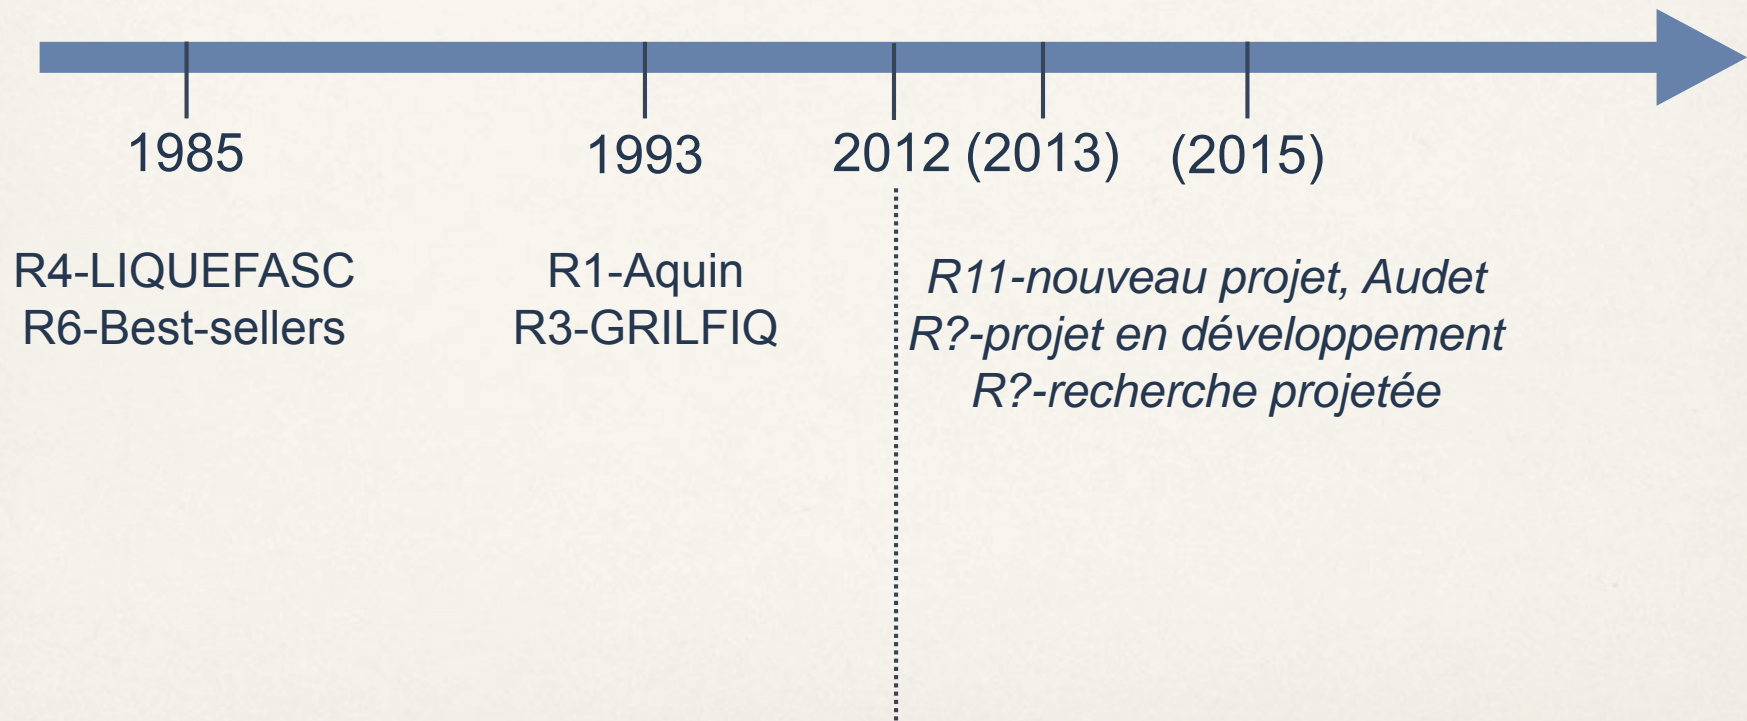 1985
1993
2012 (2013) (2015)
R4-LIQUEFASC
R6-Best-sellers
R1-Aquin
R3-GRILFIQ
R11-nouveau projet, Audet
R?-projet en développement
R?-recherche projetée